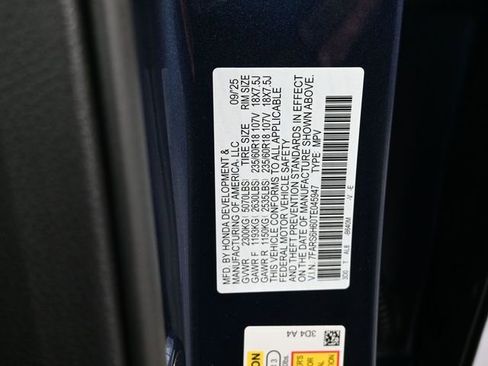 MFD. BY HONDA DEVELOPMENT &
MANUFACTURING OF AMERICA, LLC 09/25
TIRE SIZE RIM SIZE
GVWR 2300KG( 5070LBS)
GAWR F 1193KG( 2630LBS) 235/60R18 107V 18X7.5J
GAWR R 1150KG( 2535LBS) 235/60R18 107V 18X7.5J
THIS VEHICLE CONFORMS TO ALL APPLICABLE
FEDERAL MOTOR VEHICLE SAFETY
AND THEFT PREVENTION STANDARDS IN EFFECT
ON THE DATE OF MANUFACTURE SHOWN ABOVE.
V.I.N. 7FARS6H60TE045947 TYPE MPV
3D4 A4